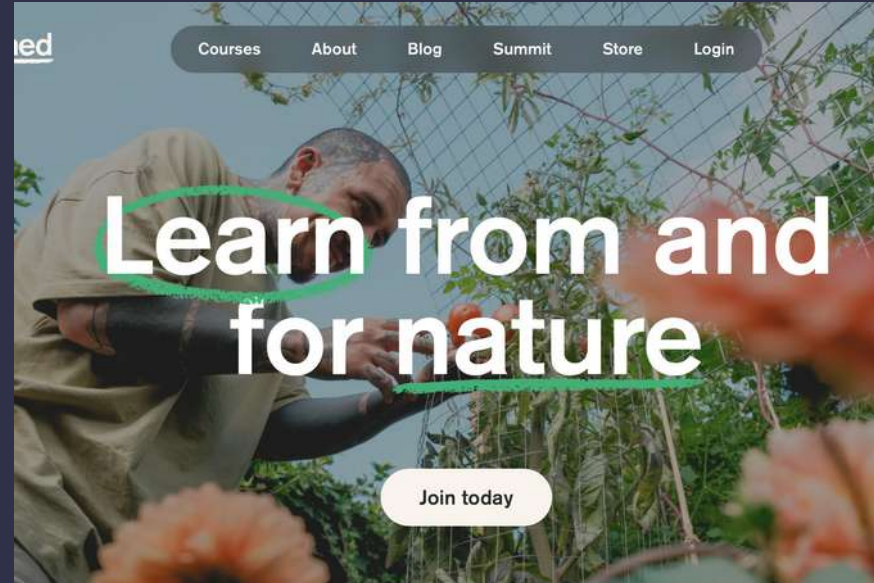 Courses About Blog Summit Store Login
Learn from and
for nature
Join today